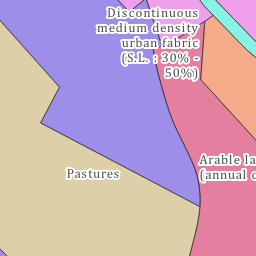 Discontinuous
medium density
urban fabric
(S.L. : 30% -
50%)
Arable la
(annual c
Pastures